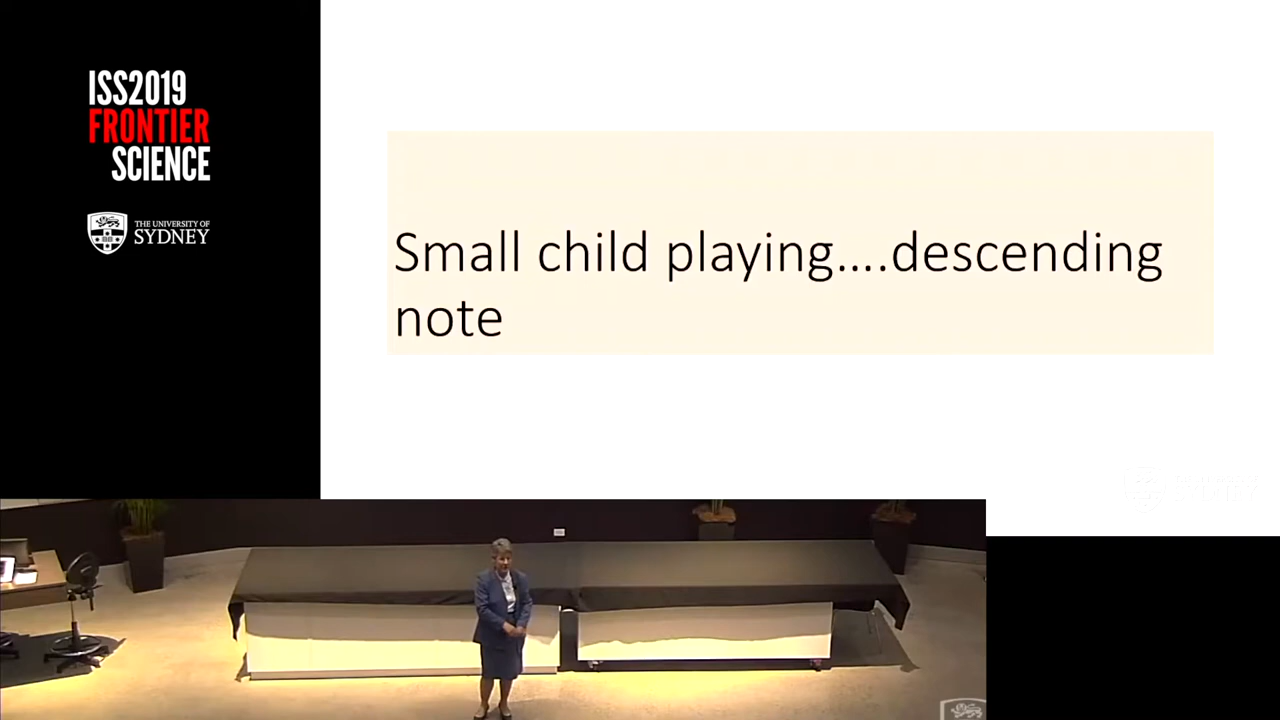 ISS2019
FRONTIER
SCIENCE
THE UNIVERSITY OF
SYDNEY
Small child playing....descending
note